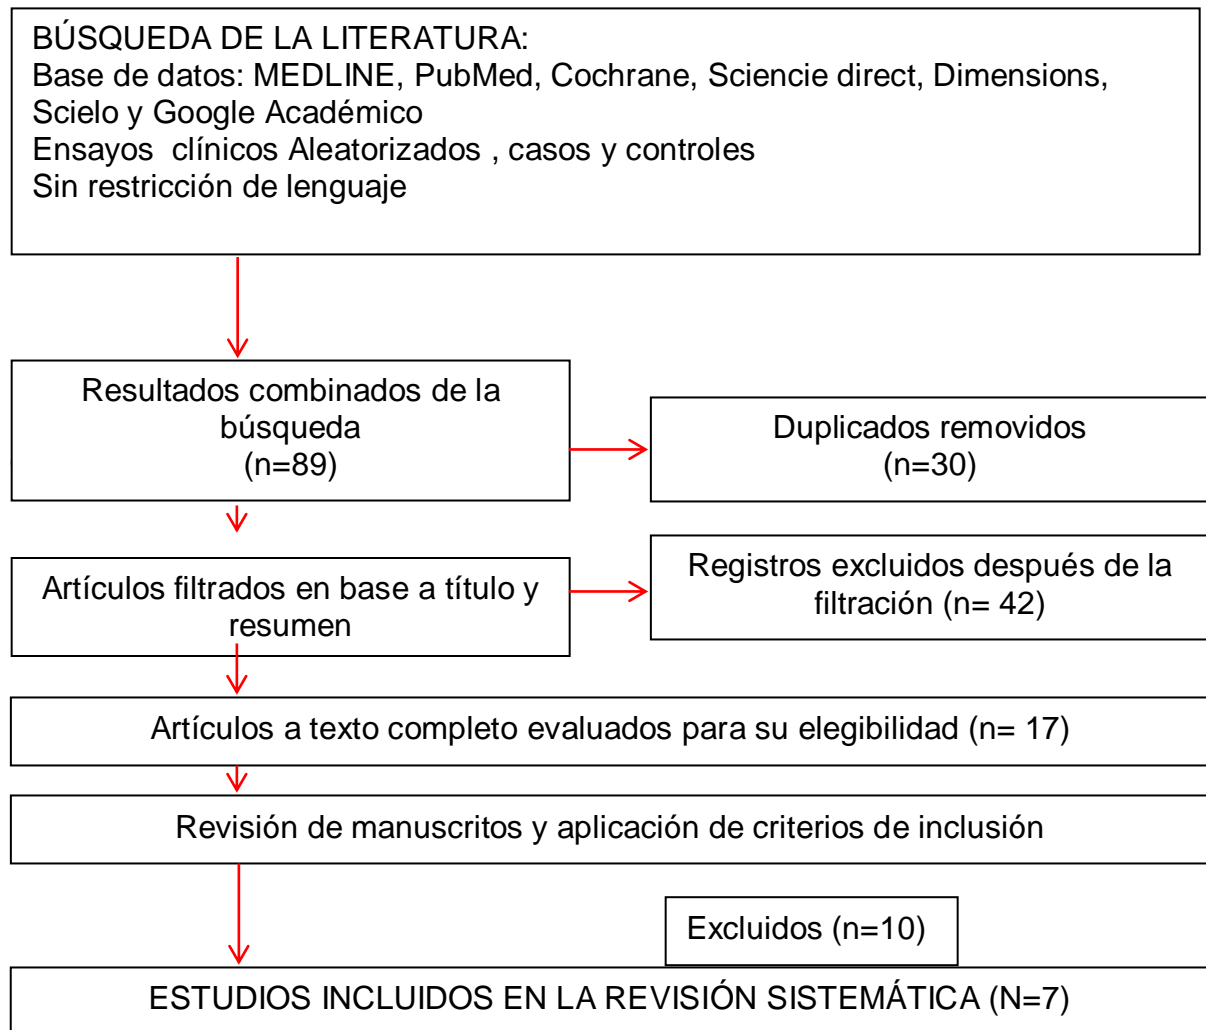 BÚSQUEDA DE LA LITERATURA:
Base de datos: MEDLINE, PubMed, Cochrane, Sciencie direct, Dimensions,
Scielo y Google Académico
Ensayos  clínicos Aleatorizados , casos y controles
Sin restricción de lenguaje
Resultados combinados de la
búsqueda
(n=89)
Duplicados removidos
(n=30)
Artículos filtrados en base a título y
resumen
Registros excluidos después de la
filtración (n= 42)
Artículos a texto completo evaluados para su elegibilidad (n= 17)
Revisión de manuscritos y aplicación de criterios de inclusión
Excluidos (n=10)
ESTUDIOS INCLUIDOS EN LA REVISIÓN SISTEMÁTICA (N=7)